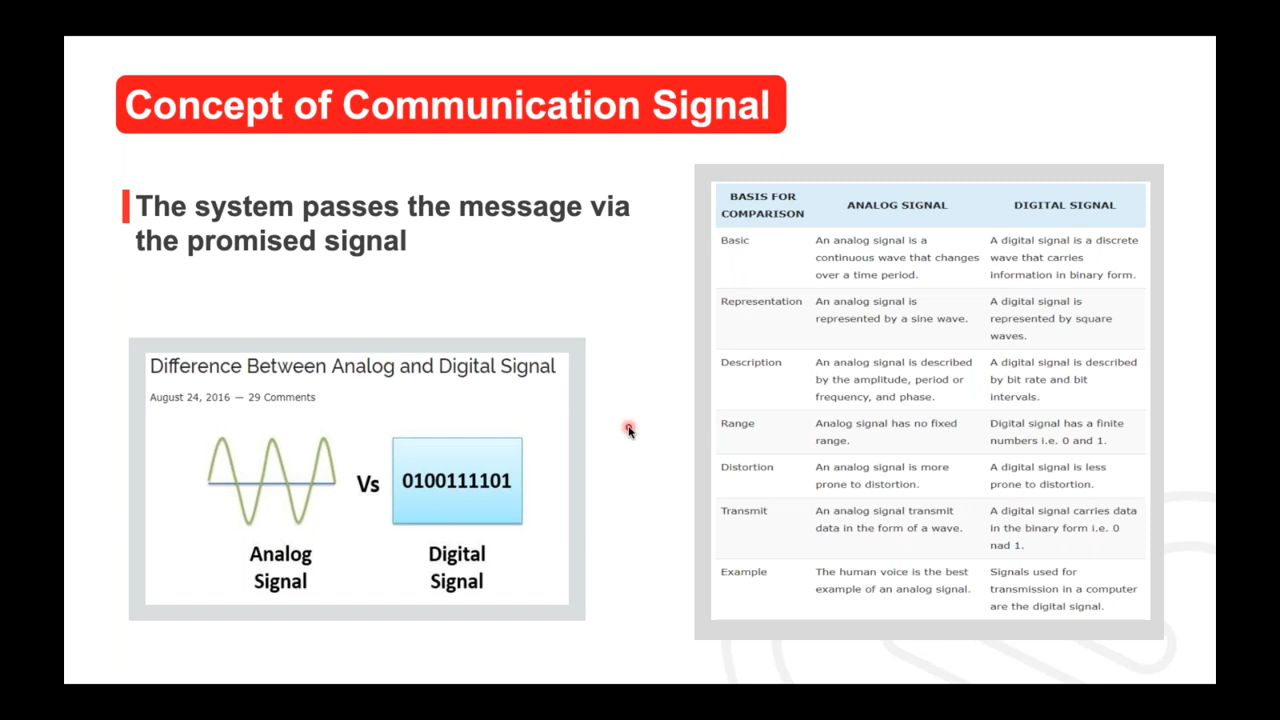 Concept of Communication Signal
The system passes the message via
the promised signal
Difference Between Analog and Digital Signal
August 24, 2016 — 29 Comments
Vs
0100111101
Analog
Signal
Digital
Signal
BASIS FOR
COMPARISON
ANALOG SIGNAL
DIGITAL SIGNAL
Basic
An analog signal is a
continuous wave that changes
over a time period.
A digital signal is a discrete
wave that carries
information in binary form.
Representation
An analog signal is
represented by a sine wave.
A digital signal is
represented by square
waves.
Description
An analog signal is described
by the amplitude, period or
frequency, and phase.
A digital signal is described
by bit rate and bit
intervals.
Range
Analog signal has no fixed
range.
Digital signal has a finite
numbers i.e. 0 and 1.
Distortion
An analog signal is more
prone to distortion.
A digital signal is less
prone to distortion.
Transmit
An analog signal transmit
data in the form of a wave.
A digital signal carries data
in the binary form i.e. 0
nad 1.
Example
The human voice is the best
example of an analog signal.
Signals used for
transmission in a computer
are the digital signal.